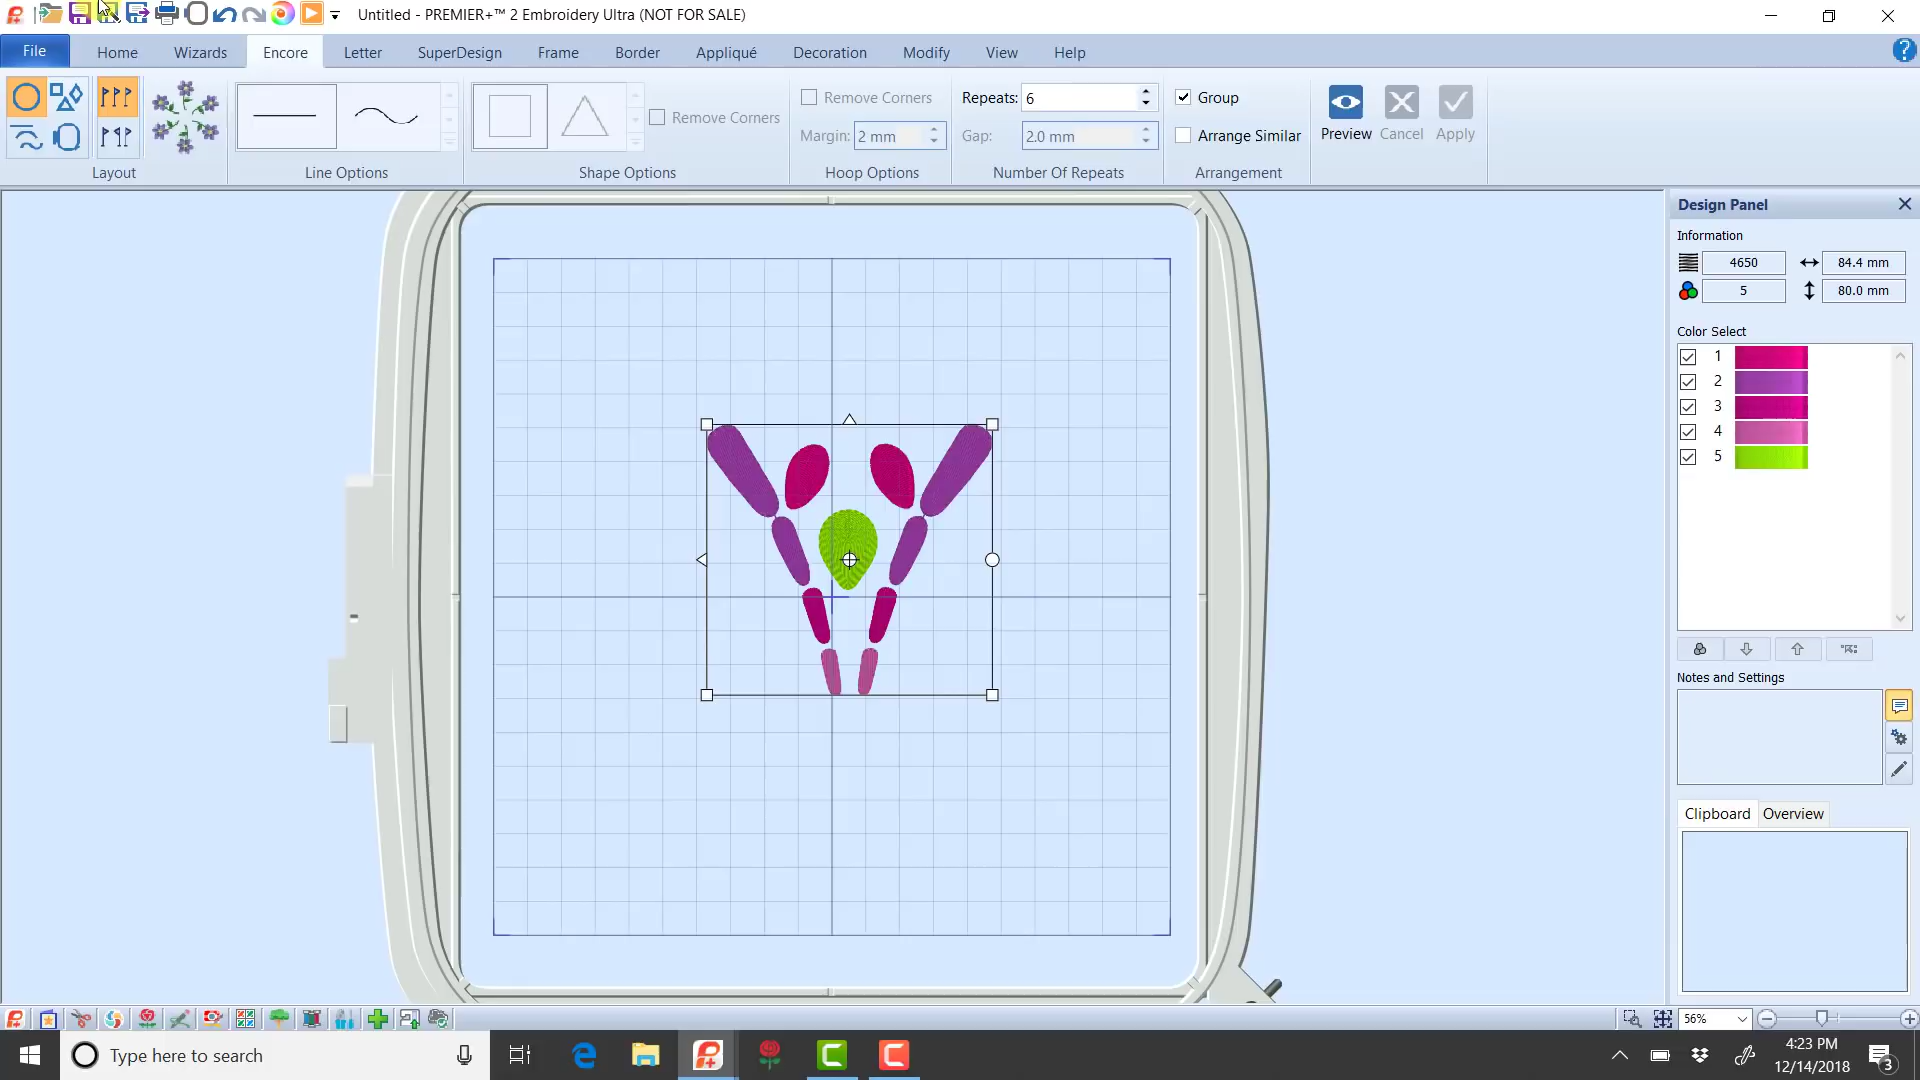 Untitled - PREMIER+™ 2 Embroidery Ultra (NOT FOR SALE)
File Home Wizards Encore Letter SuperDesign Frame Border Appliqué Decoration Modify View Help
Remove Corners
Remove Corners
Margin: 2 mm
Repeats: 6
Gap: 2.0 mm
Group
Arrange Similar
Preview Cancel Apply
Layout Line Options Shape Options Hoop Options Number Of Repeats Arrangement
Design Panel
Information
4650 84.4 mm
5 80.0 mm
Color Select
1
2
3
4
5
Notes and Settings
Clipboard Overview
56%
Type here to search
4:23 PM
12/14/2018
3